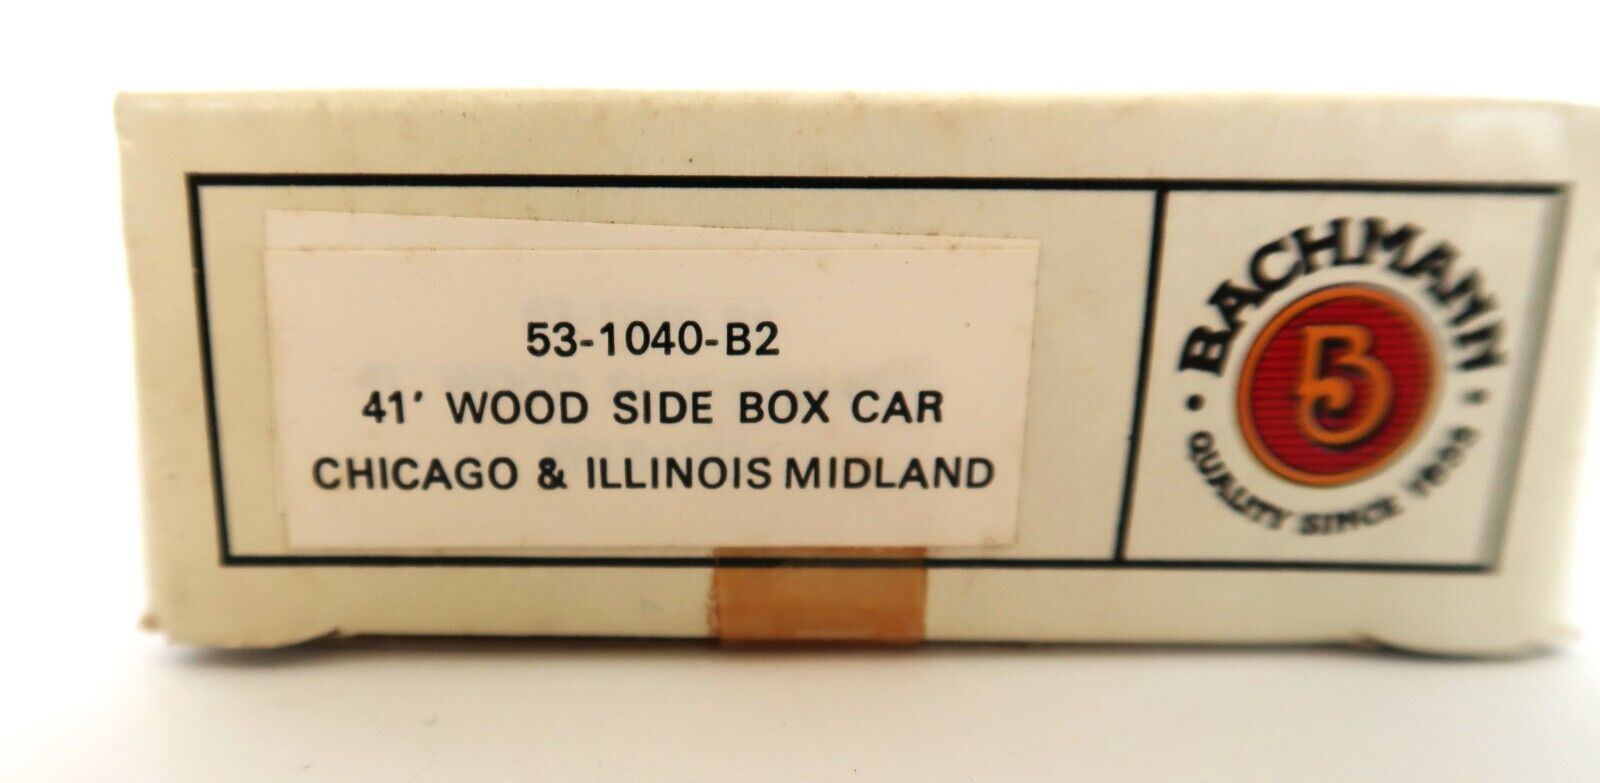 53-1040-B2
41' WOOD SIDE BOX CAR
CHICAGO & ILLINOIS MIDLAND
BACHMANN
B
• QUALITY SINCE 1833 •